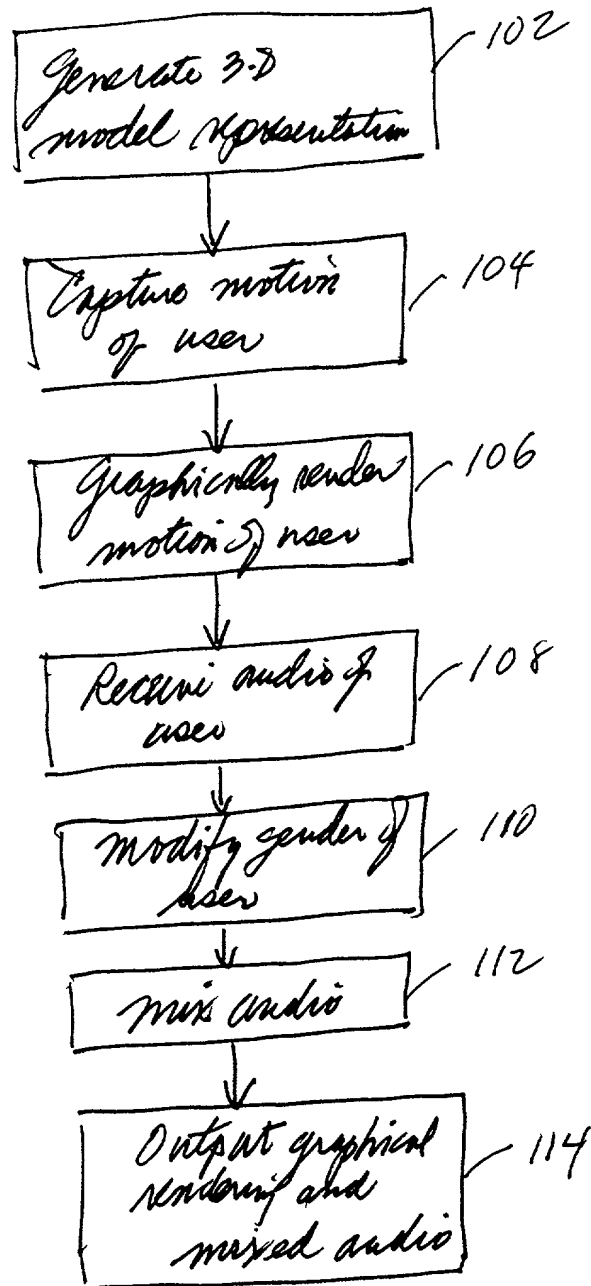 Generate 3-D
model representation
102
Capture motion
of user
104
Graphically render
motion of user
106
Receive audio of
user
108
modify gender of
user
110
mix audio
112
Output graphical
rendering and
mixed audio
114